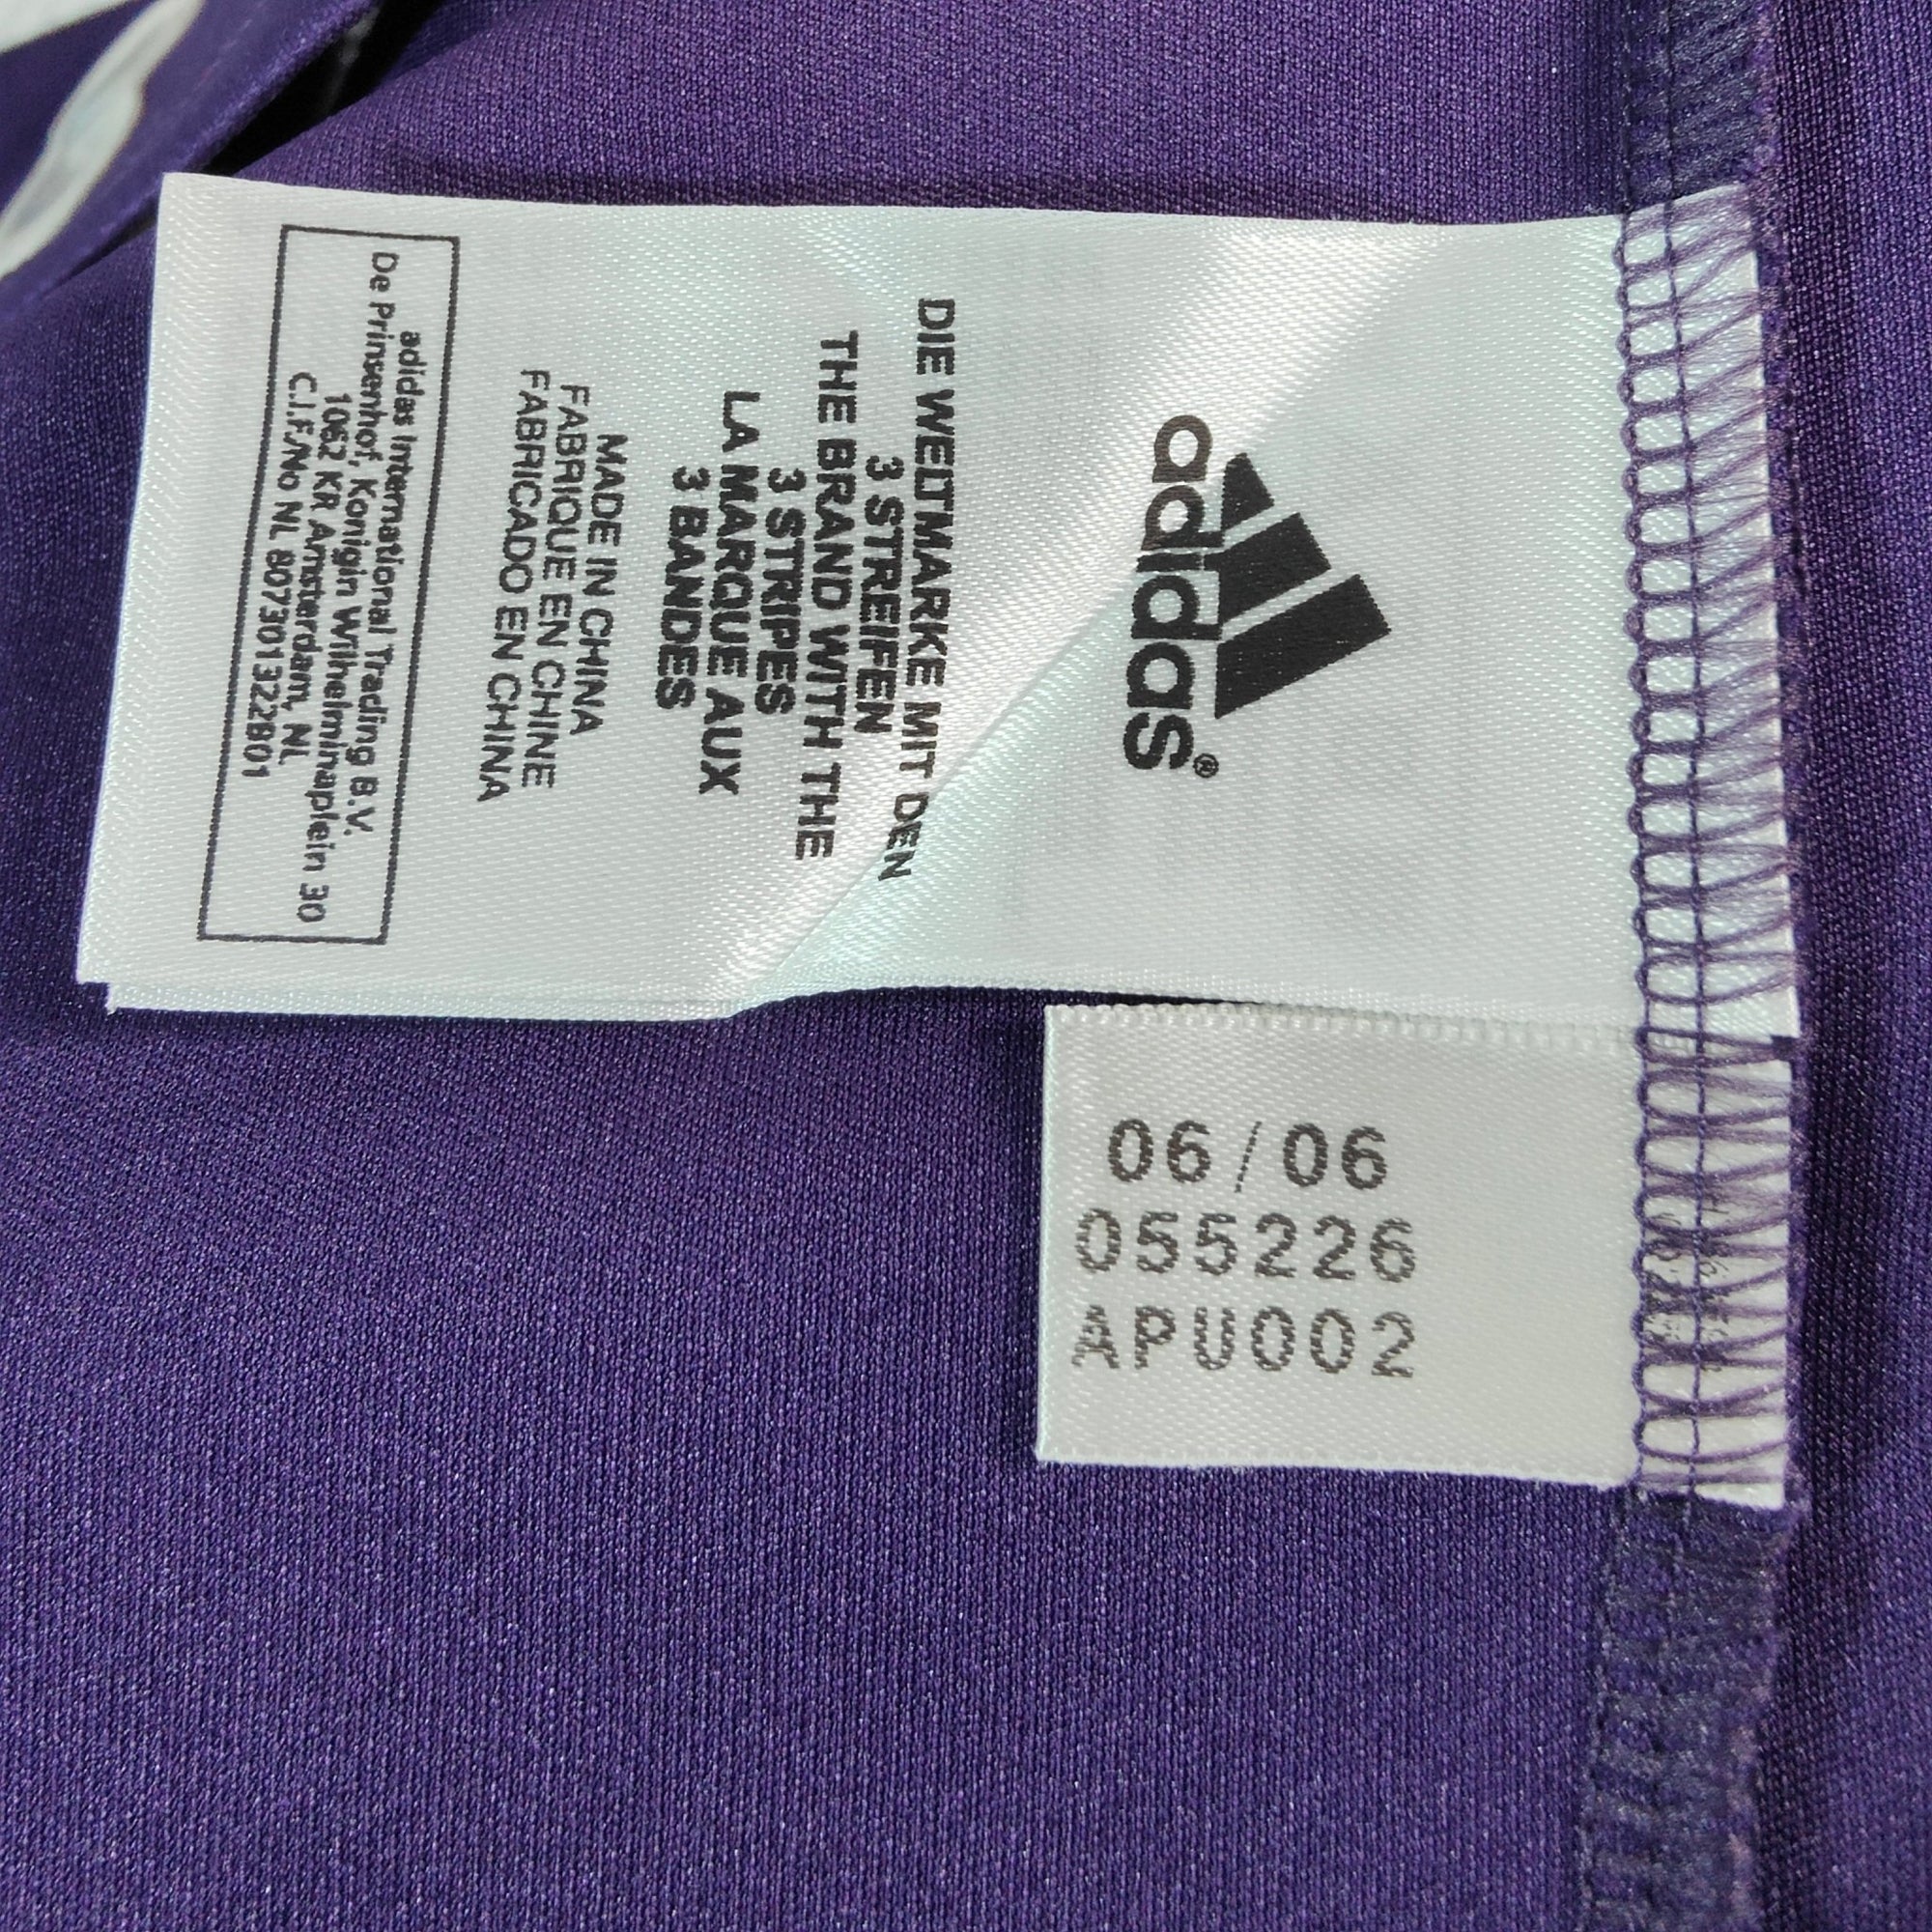 adidas®
DIE WELTMARKE MIT DEN
3 STREIFEN
THE BRAND WITH THE
3 STRIPES
LA MARQUE AUX
3 BANDES
MADE IN CHINA
FABRIQUE EN CHINE
FABRICADO EN CHINA
adidas International Trading B.V.
De Prinsenhof, Konigin Wilhelminaplein 30
1062 KR Amsterdam, NL
C.I.F./No NL 807301322B01
06/06
055226
APU002